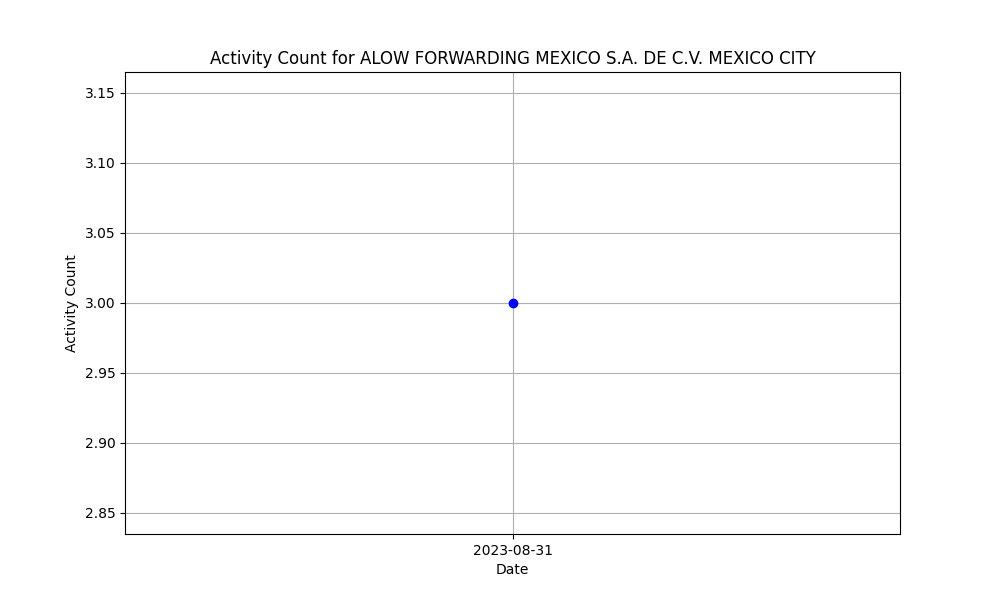 Activity Count for ALOW FORWARDING MEXICO S.A. DE C.V. MEXICO CITY
3.15
3.10
3.05
3.00
2.95
2.90
2.85
Activity Count
2023-08-31
Date